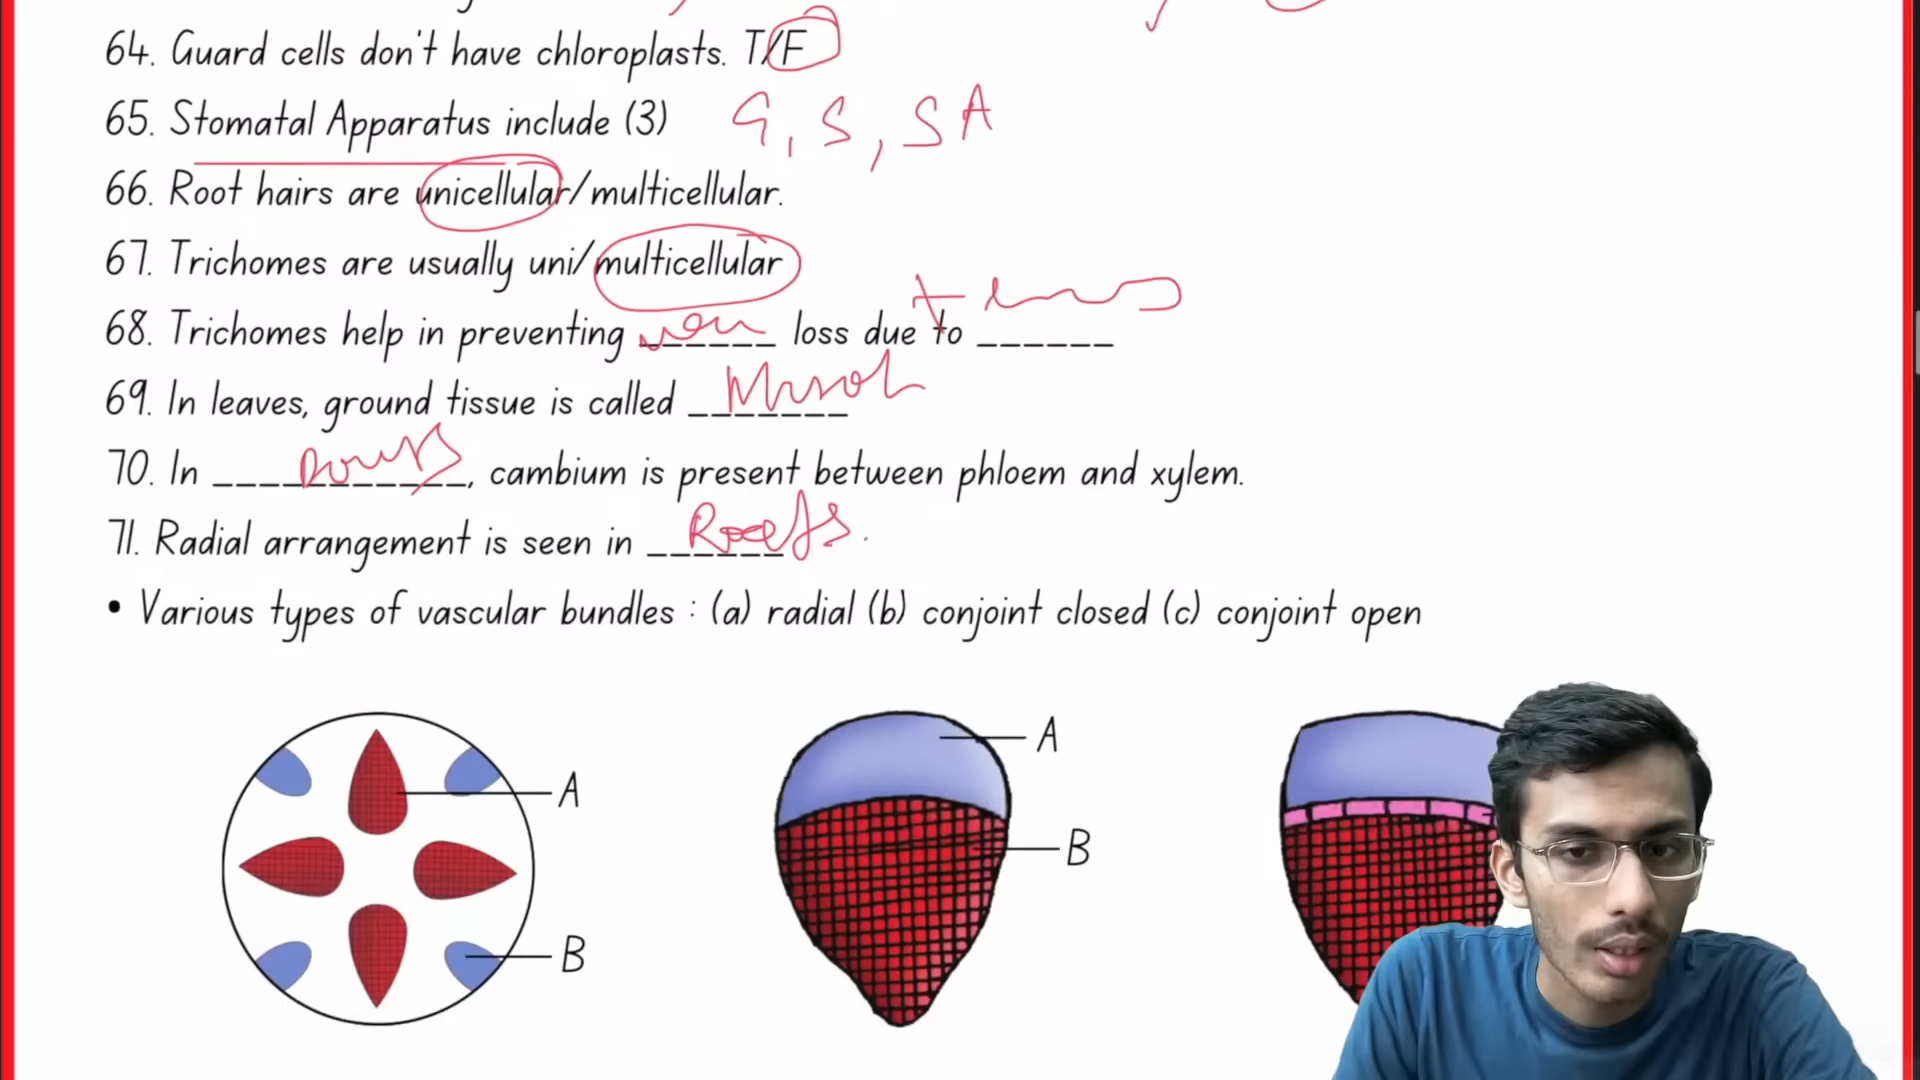 64. Guard cells don't have chloroplasts. T/F
65. Stomatal Apparatus include (3) G, S, SA
66. Root hairs are unicellular/multicellular.
67. Trichomes are usually uni/multicellular
68. Trichomes help in preventing ______ loss due to ______
69. In leaves, ground tissue is called _______
70. In ___________, cambium is present between phloem and xylem.
71. Radial arrangement is seen in ______ Roots.
• Various types of vascular bundles : (a) radial (b) conjoint closed (c) conjoint open
A
A
B
B